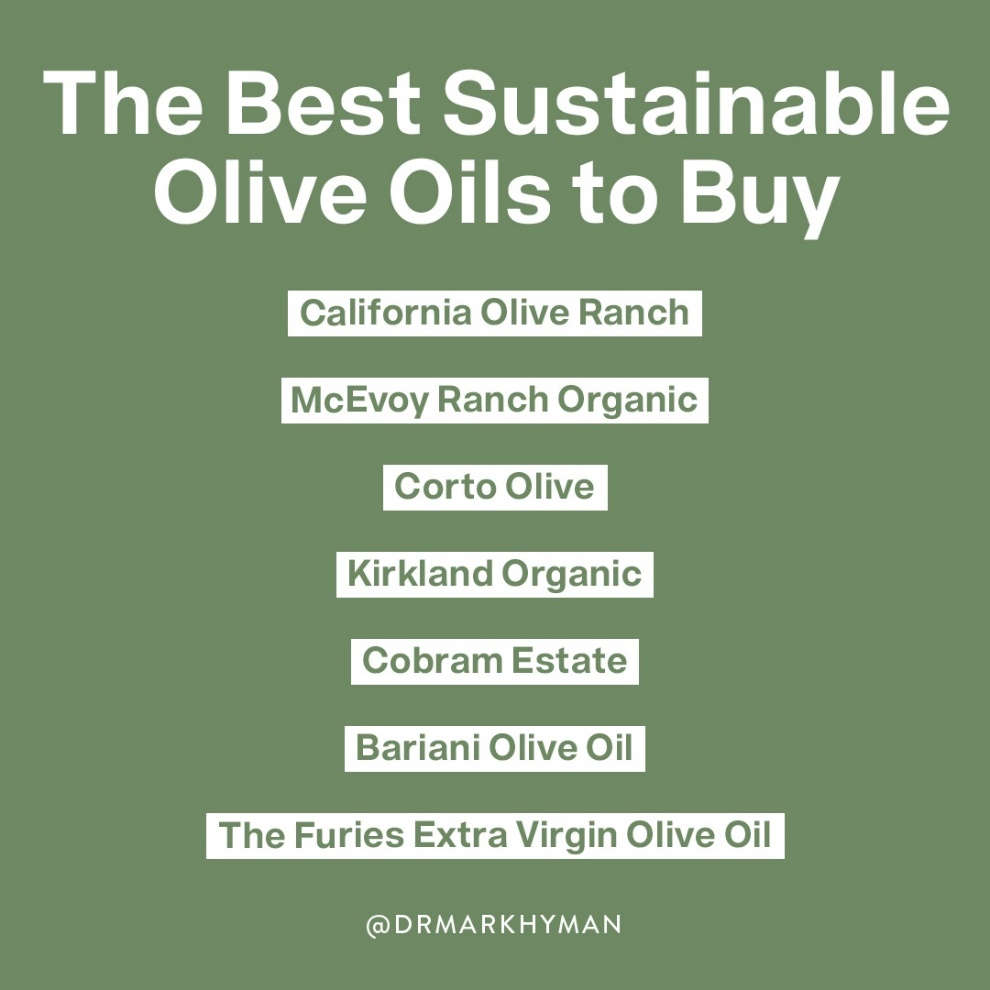 The Best Sustainable
Olive Oils to Buy
California Olive Ranch
McEvoy Ranch Organic
Corto Olive
Kirkland Organic
Cobram Estate
Bariani Olive Oil
The Furies Extra Virgin Olive Oil
@DRMARKHYMAN